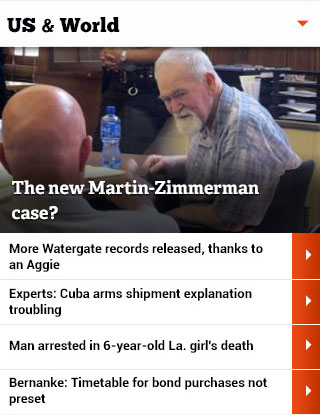 US & World
The new Martin-Zimmerman
case?
More Watergate records released, thanks to
an Aggie
Experts: Cuba arms shipment explanation
troubling
Man arrested in 6-year-old La. girl's death
Bernanke: Timetable for bond purchases not
preset